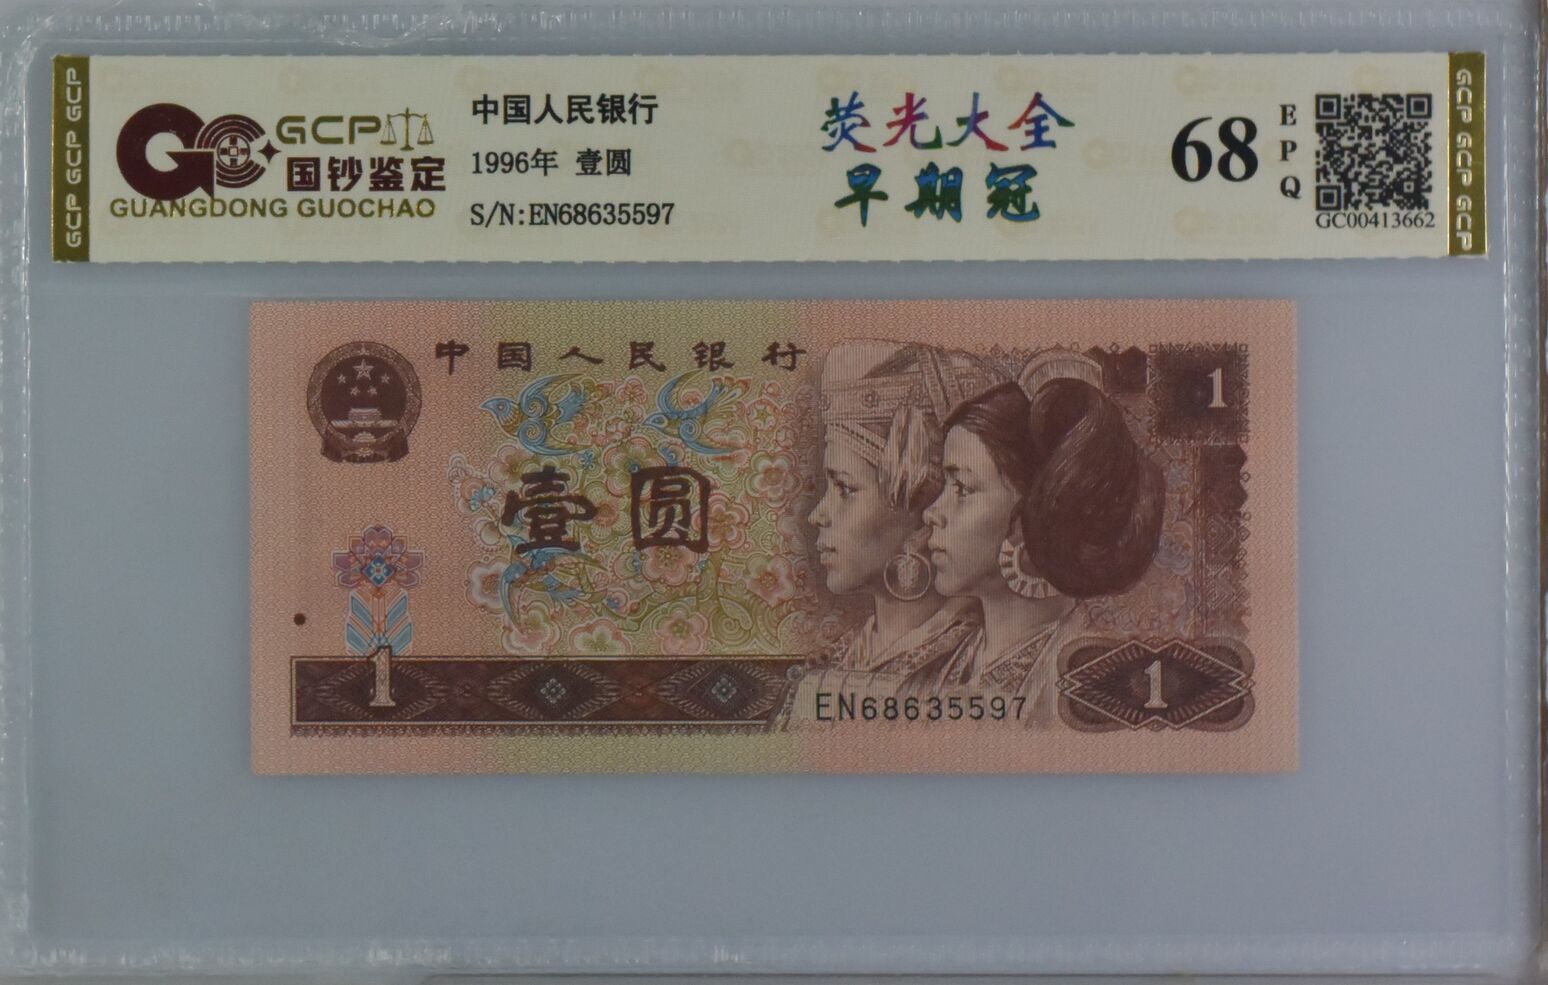 GCP GCP GCP
GCP
国钞鉴定
GUANGDONG GUOCHAO
中国人民银行
1996年 壹圆
S/N:EN68635597
荧光大全
早期冠
68
E
P
Q
GC00413662
GCP GCP GCP
中国人民银行
1
壹圆
1
EN68635597
1